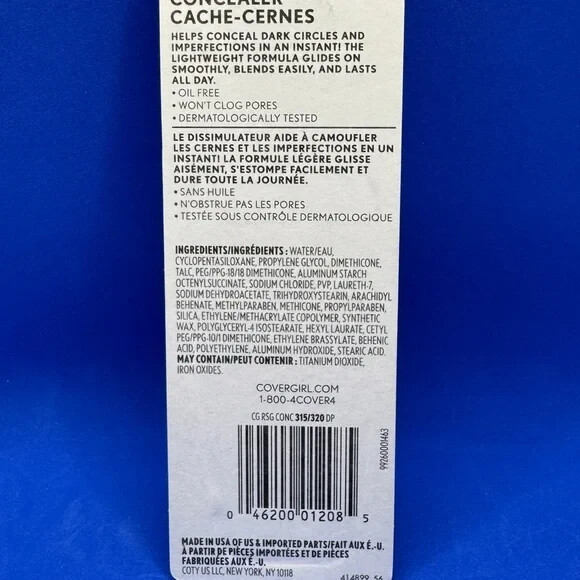 CONCEALER
CACHE-CERNES
HELPS CONCEAL DARK CIRCLES AND
IMPERFECTIONS IN AN INSTANT! THE
LIGHTWEIGHT FORMULA GLIDES ON
SMOOTHLY, BLENDS EASILY, AND LASTS
ALL DAY.
• OIL FREE
• WON'T CLOG PORES
• DERMATOLOGICALLY TESTED
LE DISSIMULATEUR AIDE À CAMOUFLER
LES CERNES ET LES IMPERFECTIONS EN UN
INSTANT! LA FORMULE LÉGÈRE GLISSE
AISÉMENT, S'ESTOMPE FACILEMENT ET
DURE TOUTE LA JOURNÉE.
• SANS HUILE
• N'OBSTRUE PAS LES PORES
• TESTÉE SOUS CONTRÔLE DERMATOLOGIQUE
INGREDIENTS/INGRÉDIENTS : WATER/EAU,
CYCLOPENTASILOXANE, PROPYLENE GLYCOL, DIMETHICONE,
TALC, PEG/PPG-18/18 DIMETHICONE, ALUMINUM STARCH
OCTENYLSUCCINATE, SODIUM CHLORIDE, PVP, LAURETH-7,
SODIUM DEHYDROACETATE, TRIHYDROXYSTEARIN, ARACHIDYL
BEHENATE, METHYLPARABEN, METHICONE, PROPYLPARABEN,
SILICA, ETHYLENE/METHACRYLATE COPOLYMER, SYNTHETIC
WAX, POLYGLYCERYL-4 ISOSTEARATE, HEXYL LAURATE, CETYL
PEG/PPG-10/1 DIMETHICONE, ETHYLENE BRASSYLATE, BEHENIC
ACID, POLYETHYLENE, ALUMINUM HYDROXIDE, STEARIC ACID.
MAY CONTAIN/PEUT CONTENIR : TITANIUM DIOXIDE,
IRON OXIDES.
COVERGIRL.COM
1-800-4COVER4
CG RSG CONC 315/320 DP
99260001463
0 46200 01208 5
MADE IN USA OF US & IMPORTED PARTS/FAIT AUX É.-U.
À PARTIR DE PIÈCES IMPORTÉES ET DE PIÈCES
FABRIQUÉES AUX É.-U.
COTY US LLC, NEW YORK, NY 10118
414899_56